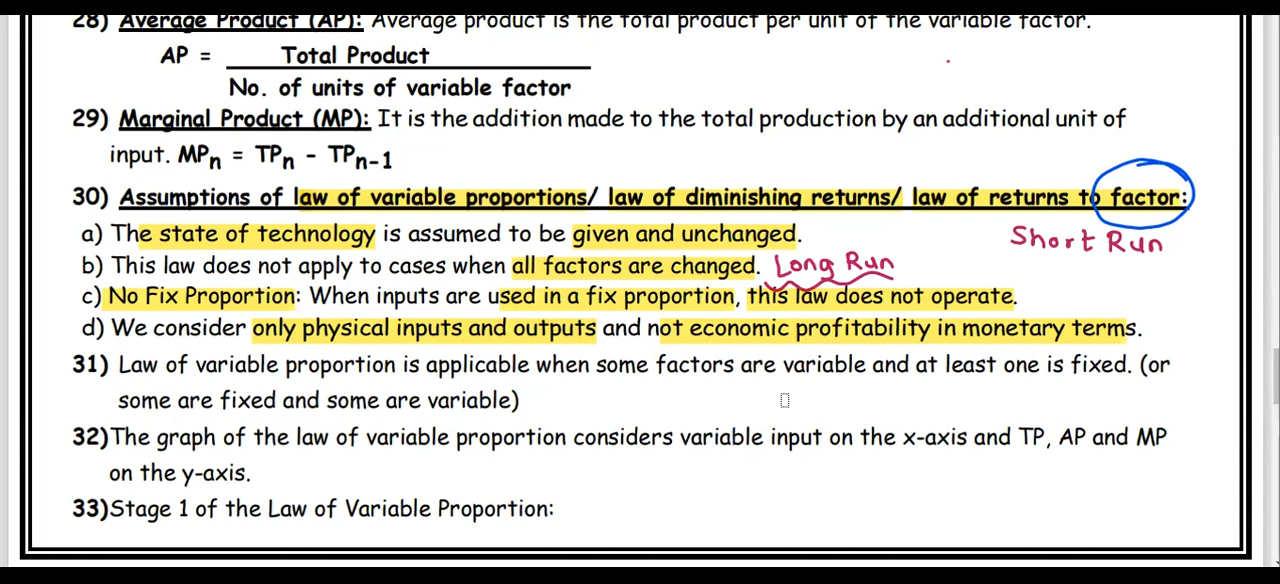 28) Average Product (AP): Average product is the total product per unit of the variable factor.
AP = Total Product
No. of units of variable factor
29) Marginal Product (MP): It is the addition made to the total production by an additional unit of
input. MPn = TPn - TPn-1
30) Assumptions of law of variable proportions/ law of diminishing returns/ law of returns to factor:
a) The state of technology is assumed to be given and unchanged.
Short Run
b) This law does not apply to cases when all factors are changed. Long Run
c) No Fix Proportion: When inputs are used in a fix proportion, this law does not operate.
d) We consider only physical inputs and outputs and not economic profitability in monetary terms.
31) Law of variable proportion is applicable when some factors are variable and at least one is fixed. (or
some are fixed and some are variable)
32)The graph of the law of variable proportion considers variable input on the x-axis and TP, AP and MP
on the y-axis.
33)Stage 1 of the Law of Variable Proportion: